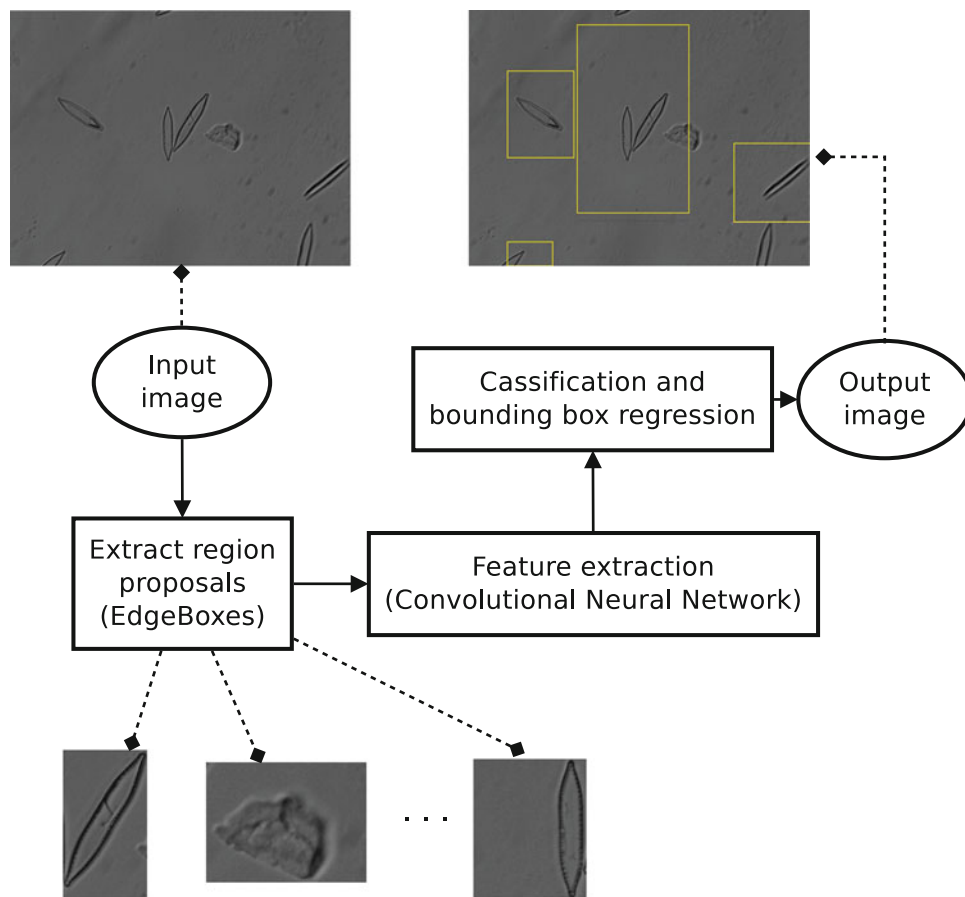 Input
image
Extract region
proposals
(EdgeBoxes)
Feature extraction
(Convolutional Neural Network)
Cassification and
bounding box regression
Output
image
. . .